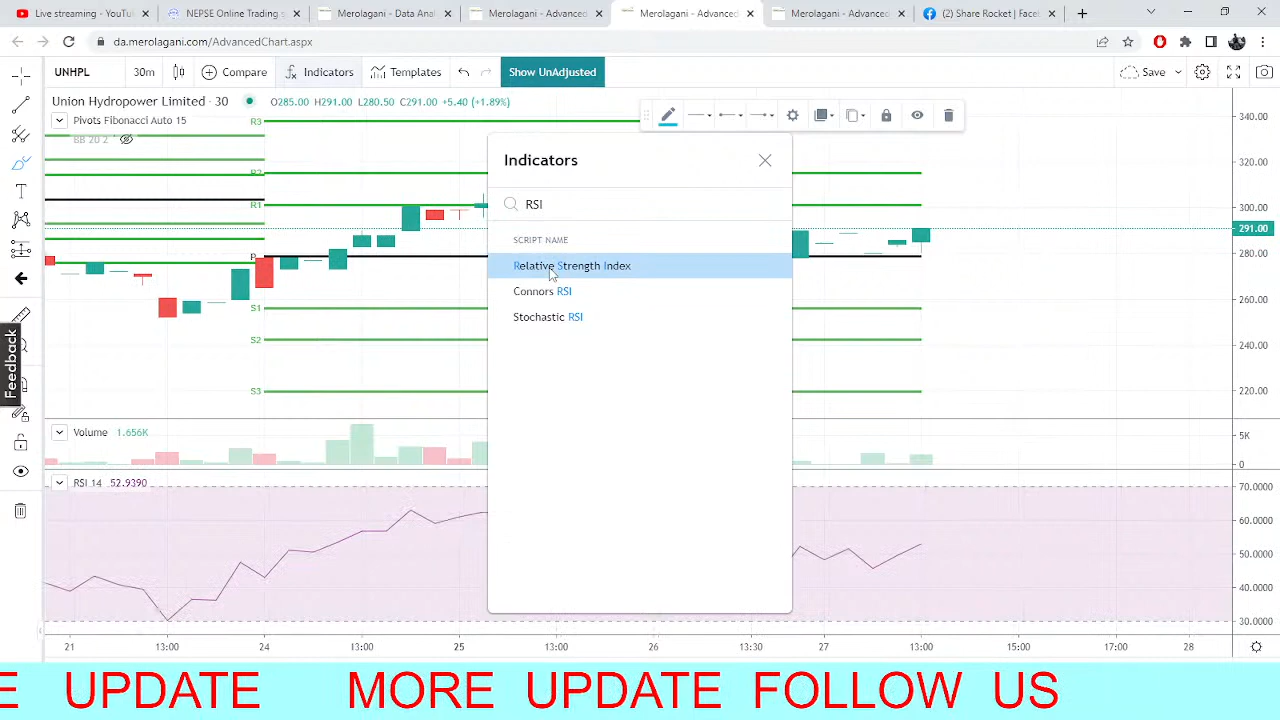 Live streaming - YouT
NEPSE Online Trading s
Merolagani - Data Anal
Merolagani - Advanced
Merolagani - Advanced
Merolagani - Advanced
(2) Share Rocket | Face
da.merolagani.com/AdvancedChart.aspx
UNHPL
30m
Compare
Indicators
Templates
Show UnAdjusted
Save
Union Hydropower Limited · 30
O285.00 H291.00 L280.50 C291.00 +5.40 (+1.89%)
Pivots Fibonacci Auto 15
BB 20 2
R3
R2
R1
P
S1
S2
S3
340.00
320.00
300.00
291.00
280.00
260.00
240.00
220.00
Indicators
RSI
SCRIPT NAME
Relative Strength Index
Connors RSI
Stochastic RSI
Feedback
Volume 1.656K
5K
0
RSI 14 52.9390
70.0000
60.0000
50.0000
40.0000
30.0000
21 13:00 24 13:00 25 13:00 26 13:30 27 13:00 15:00 17:00 28
E UPDATE MORE UPDATE FOLLOW US